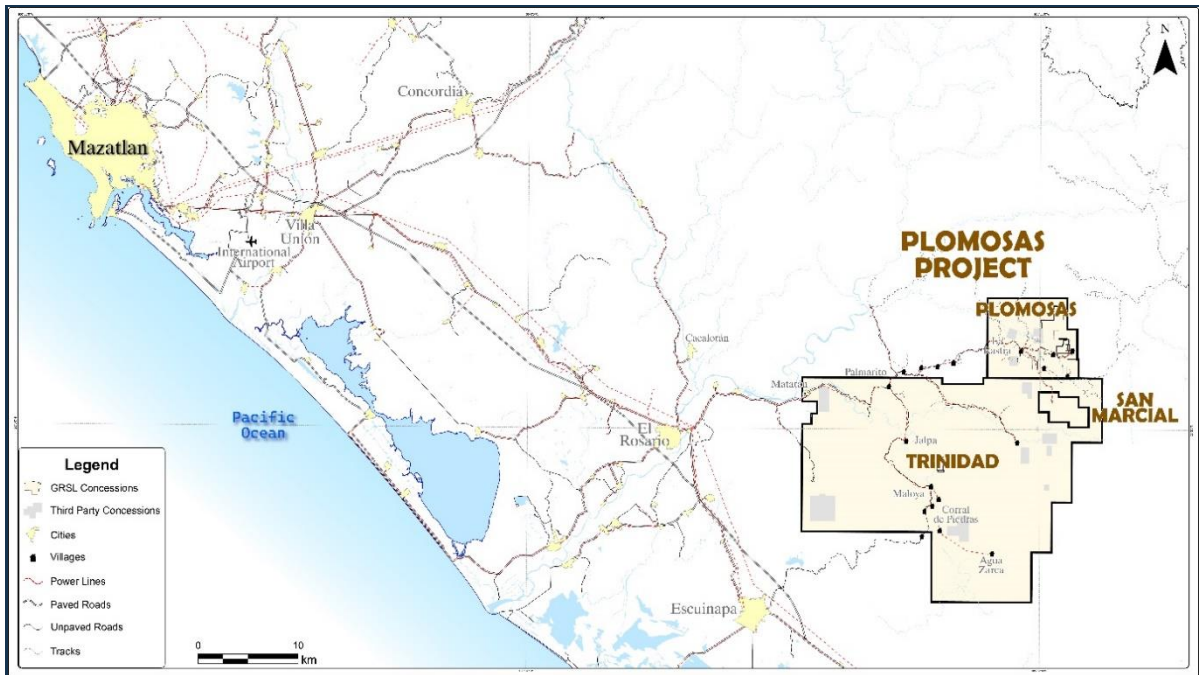 N
Concordia
Mazatlan
Villa
Union
International
Airport
PLOMOSAS
PROJECT
PLOMOSAS
Rastra
Cacalotán
Palmarito
Matatán
SAN
MARCIAL
Pacific
Ocean
El
Rosario
Jalpa
TRINIDAD
Maloya
Corral
de Piedras
Agua
Zarca
Escuinapa
Legend
GRSL Concessions
Third Party Concessions
Cities
Villages
Power Lines
Paved Roads
Unpaved Roads
Tracks
0 10
km